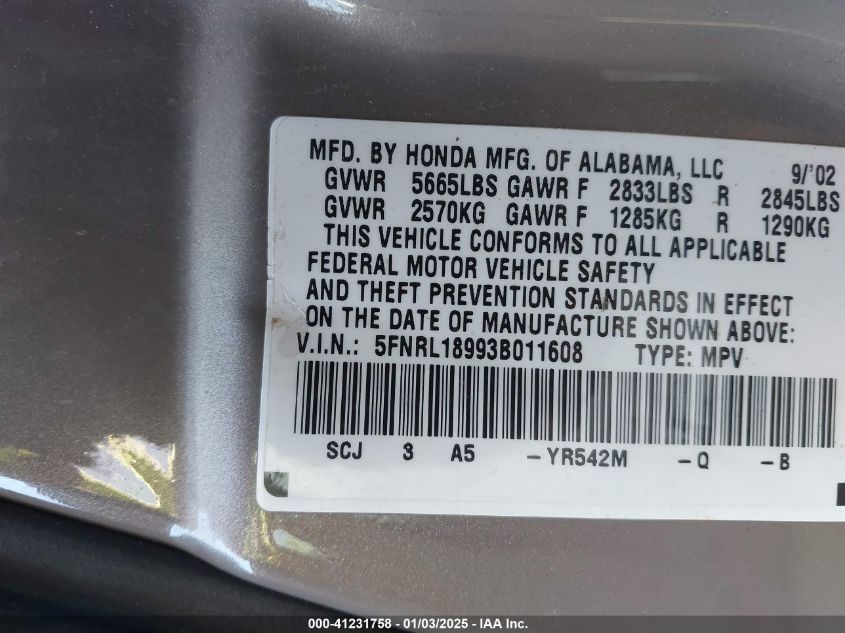 MFD. BY HONDA MFG. OF ALABAMA, LLC 9/'02
GVWR 5665LBS GAWR F 2833LBS R 2845LBS
GVWR 2570KG GAWR F 1285KG R 1290KG
THIS VEHICLE CONFORMS TO ALL APPLICABLE
FEDERAL MOTOR VEHICLE SAFETY
AND THEFT PREVENTION STANDARDS IN EFFECT
ON THE DATE OF MANUFACTURE SHOWN ABOVE:
V.I.N.: 5FNRL18993B011608 TYPE: MPV
SCJ 3 A5 -YR542M -Q -B
000-41231758 - 01/03/2025 - IAA Inc.